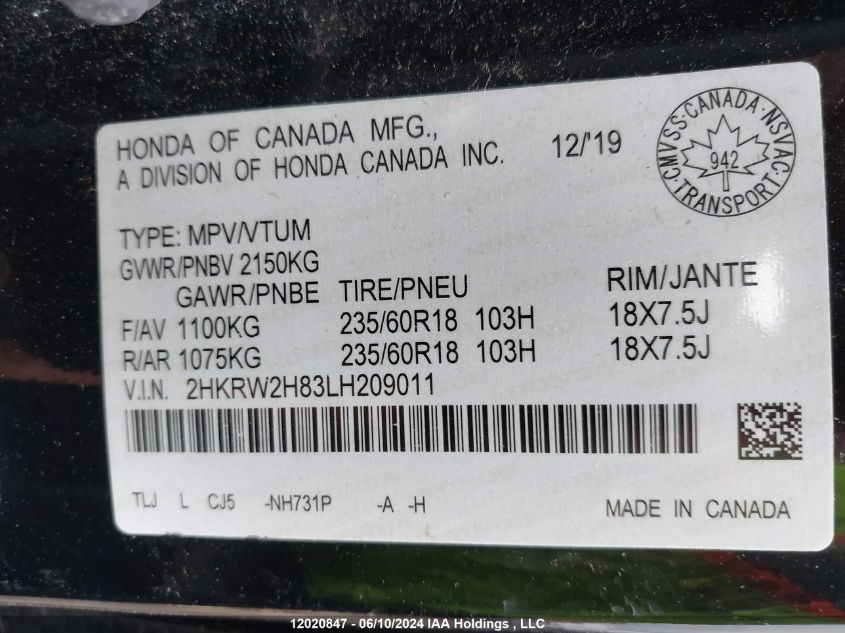 HONDA OF CANADA MFG.,
A DIVISION OF HONDA CANADA INC.
12/'19
CMVSS · CANADA · NSVAC · TRANSPORT ·
942
TYPE: MPV/VTUM
GVWR/PNBV 2150KG
GAWR/PNBE TIRE/PNEU RIM/JANTE
F/AV 1100KG 235/60R18 103H 18X7.5J
R/AR 1075KG 235/60R18 103H 18X7.5J
V.I.N. 2HKRW2H83LH209011
TLJ L CJ5 -NH731P -A -H MADE IN CANADA
12020847 - 06/10/2024 IAA Holdings , LLC